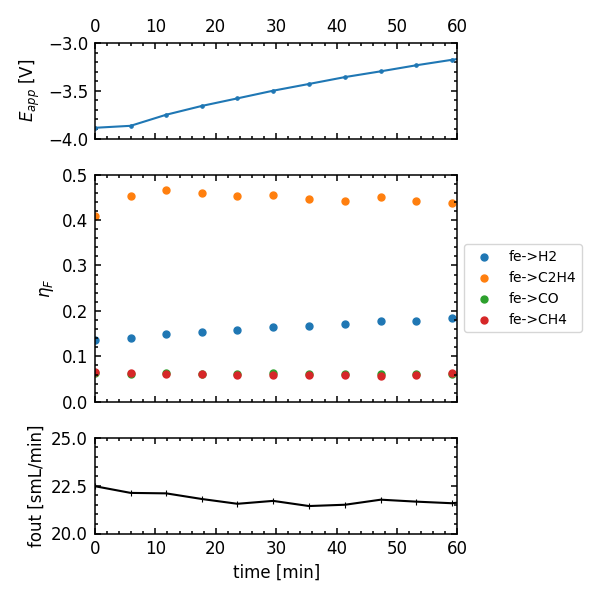 0 10 20 30 40 50 60
−3.0
−3.5
−4.0
E_app [V]
0.5
0.4
0.3
0.2
0.1
0.0
η_F
fe->H2
fe->C2H4
fe->CO
fe->CH4
25.0
22.5
20.0
fout [smL/min]
0 10 20 30 40 50 60
time [min]